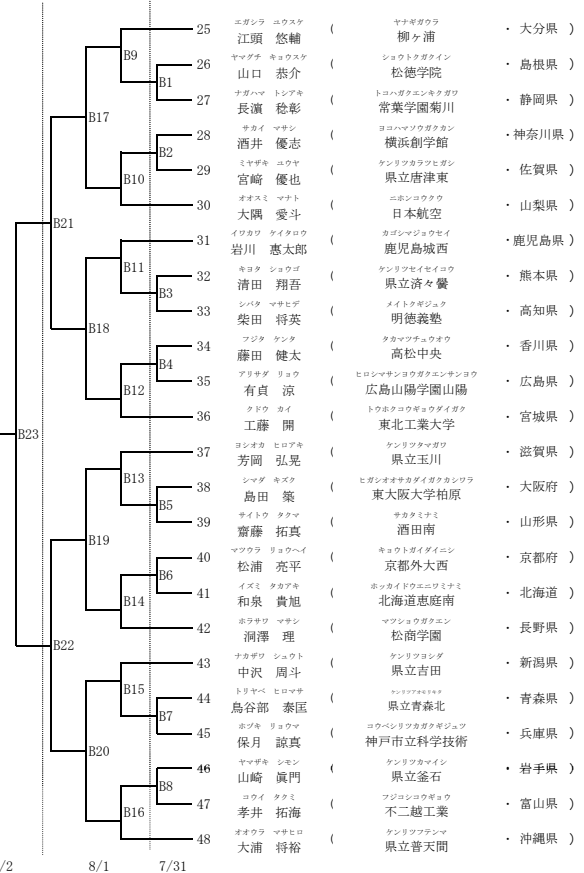 エガシラ　ユウスケ　ヤナギガウラ
25　江頭　悠輔　（　柳ヶ浦　・　大分県　）
B9
ヤマグチ　キョウスケ　ショウトクガクイン
26　山口　恭介　（　松徳学院　・　島根県　）
B1
ナガハマ　トシアキ　トコハガクエンキクガワ
27　長濵　稔彰　（　常葉学園菊川　・　静岡県　）
B17
サカイ　マサシ　ヨコハマソウガクカン
28　酒井　優志　（　横浜創学館　・神奈川県　）
B2
ミヤザキ　ユウヤ　ケンリツカラツヒガシ
29　宮﨑　優也　（　県立唐津東　・　佐賀県　）
B10
オオスミ　マナト　ニホンコウクウ
30　大隅　愛斗　（　日本航空　・　山梨県　）
B21
イワカワ　ケイタロウ　カゴシマジョウセイ
31　岩川　惠太郎　（　鹿児島城西　・鹿児島県　）
B11
キヨタ　ショウゴ　ケンリツセイセイコウ
32　清田　翔吾　（　県立済々黌　・　熊本県　）
B3
シバタ　マサヒデ　メイトクギジュク
33　柴田　将英　（　明徳義塾　・　高知県　）
B18
フジタ　ケンタ　タカマツチュウオウ
34　藤田　健太　（　高松中央　・　香川県　）
B4
アリサダ　リョウ　ヒロシマサンヨウガクエンサンヨウ
35　有貞　涼　（　広島山陽学園山陽　・　広島県　）
B12
クドウ　カイ　トウホクコウギョウダイガク
36　工藤　開　（　東北工業大学　・　宮城県　）
B23
ヨシオカ　ヒロアキ　ケンリツタマガワ
37　芳岡　弘晃　（　県立玉川　・　滋賀県　）
B13
シマダ　キズク　ヒガシオオサカダイガクカシワラ
38　島田　築　（　東大阪大学柏原　・　大阪府　）
B5
サイトウ　タクマ　サカタミナミ
39　齋藤　拓真　（　酒田南　・　山形県　）
B19
マツウラ　リョウヘイ　キョウトガイダイニシ
40　松浦　亮平　（　京都外大西　・　京都府　）
B6
イズミ　タカアキ　ホッカイドウエニワミナミ
41　和泉　貴旭　（　北海道恵庭南　・　北海道　）
B14
ホラサワ　マサシ　マツショウガクエン
42　洞澤　理　（　松商学園　・　長野県　）
B22
ナカザワ　シュウト　ケンリツヨシダ
43　中沢　周斗　（　県立吉田　・　新潟県　）
B15
トリヤベ　ヒロマサ　ケンリツアオモリキタ
44　鳥谷部　泰匡　（　県立青森北　・　青森県　）
B7
ホヅキ　リョウマ　コウベシリツカガクギジュツ
45　保月　諒真　（　神戸市立科学技術　・　兵庫県　）
B20
ヤマザキ　シモン　ケンリツカマイシ
46　山崎　眞門　（　県立釜石　・　岩手県　）
B8
コウイ　タクミ　フジコシコウギョウ
47　孝井　拓海　（　不二越工業　・　富山県　）
B16
オオウラ　マサヒロ　ケンリツフテンマ
48　大浦　将裕　（　県立普天間　・　沖縄県　）
/2　8/1　7/31